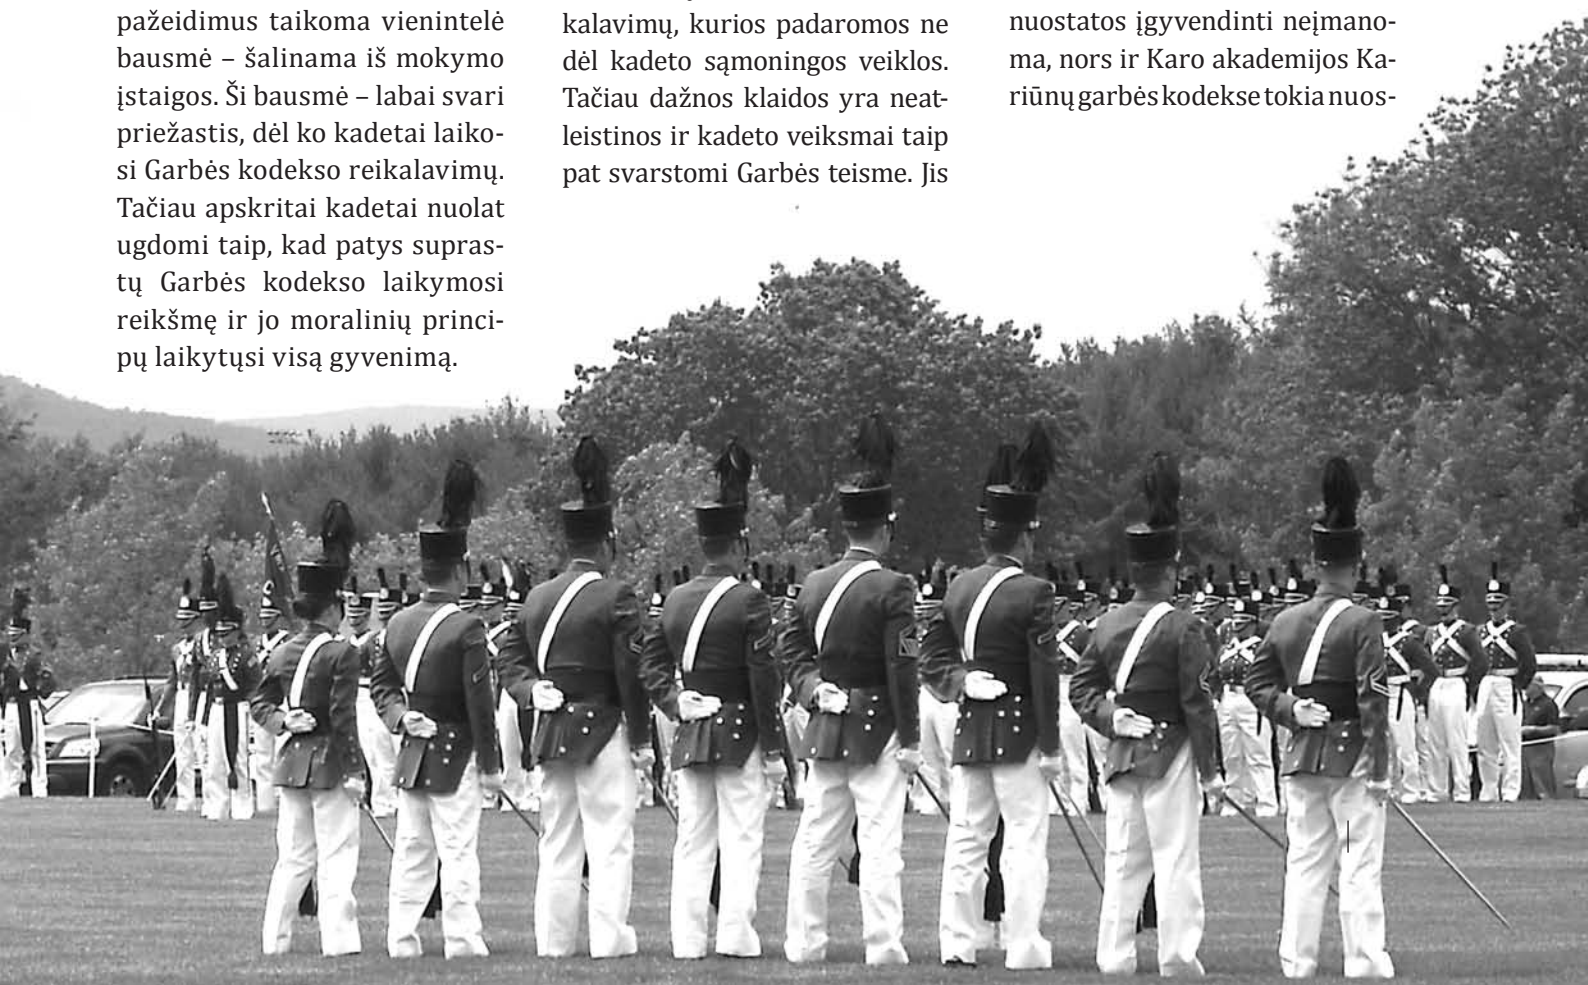 pažeidimus taikoma vienintelė
bausmė – šalinama iš mokymo
įstaigos. Ši bausmė – labai svari
priežastis, dėl ko kadetai laiko-
si Garbės kodekso reikalavimų.
Tačiau apskritai kadetai nuolat
ugdomi taip, kad patys supras-
tų Garbės kodekso laikymosi
reikšmę ir jo moralinių princi-
pų laikytųsi visą gyvenimą.
kalavimų, kurios padaromos ne
dėl kadeto sąmoningos veiklos.
Tačiau dažnos klaidos yra neat-
leistinos ir kadeto veiksmai taip
pat svarstomi Garbės teisme. Jis
nuostatos įgyvendinti neįmano-
ma, nors ir Karo akademijos Ka-
riūnų garbės kodekse tokia nuos-